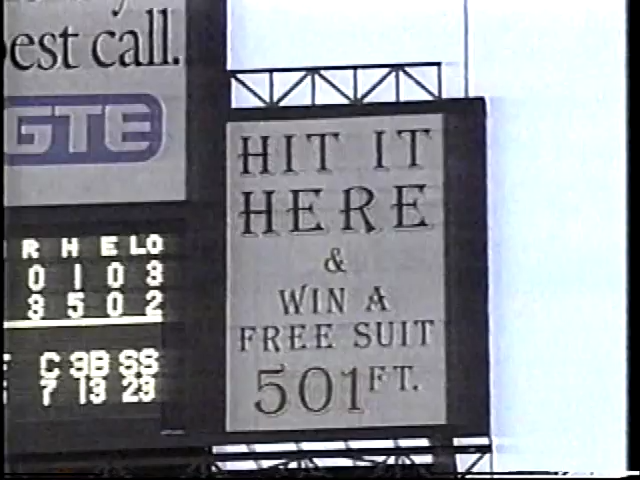 est call.
GTE
R H E LO
0 1 0 3
3 5 0 2
C 3B SS
7 13 23
HIT IT
HERE
&
WIN A
FREE SUIT
501 FT.